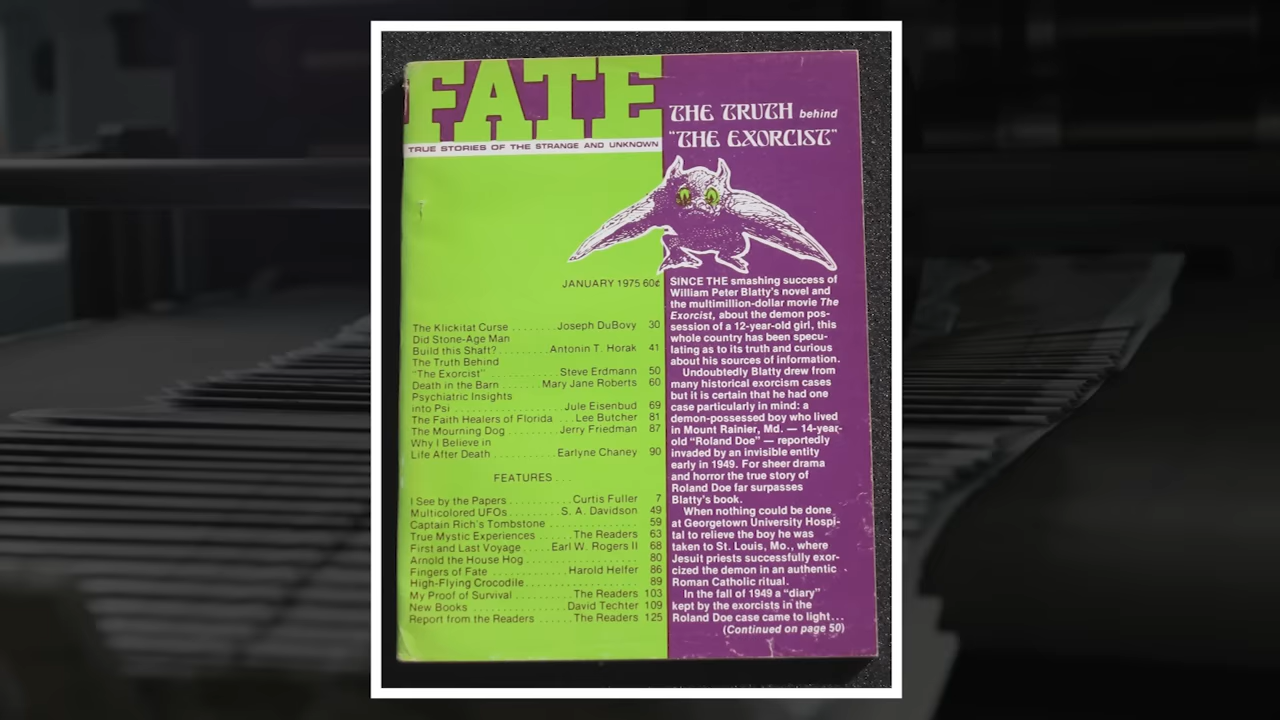 FATE
TRUE STORIES OF THE STRANGE AND UNKNOWN
JANUARY 1975 60¢
The Klickitat Curse ........ Joseph DuBovy 30
Did Stone-Age Man
Build this Shaft? ......... Antonin T. Horak 41
The Truth Behind
"The Exorcist" ............ Steve Erdmann 50
Death in the Barn ...... Mary Jane Roberts 60
Psychiatric Insights
into Psi .................. Jule Eisenbud 69
The Faith Healers of Florida ... Lee Butcher 81
The Mourning Dog ........ Jerry Friedman 87
Why I Believe in
Life After Death .......... Earlyne Chaney 90
FEATURES . . .
I See by the Papers .......... Curtis Fuller 7
Multicolored UFOs ........ S. A. Davidson 49
Captain Rich's Tombstone .............. 59
True Mystic Experiences ...... The Readers 63
First and Last Voyage ..... Earl W. Rogers II 68
Arnold the House Hog .................. 80
Fingers of Fate .............. Harold Helfer 86
High-Flying Crocodile .................. 89
My Proof of Survival .......... The Readers 103
New Books ................ David Techter 109
Report from the Readers ...... The Readers 125
THE TRUTH behind
"THE EXORCIST"
SINCE THE smashing success of
William Peter Blatty's novel and
the multimillion-dollar movie The
Exorcist, about the demon pos-
session of a 12-year-old girl, this
whole country has been specu-
lating as to its truth and curious
about his sources of information.
Undoubtedly Blatty drew from
many historical exorcism cases
but it is certain that he had one
case particularly in mind: a
demon-possessed boy who lived
in Mount Rainier, Md. — 14-year-
old "Roland Doe" — reportedly
invaded by an invisible entity
early in 1949. For sheer drama
and horror the true story of
Roland Doe far surpasses
Blatty's book.
When nothing could be done
at Georgetown University Hospi-
tal to relieve the boy he was
taken to St. Louis, Mo., where
Jesuit priests successfully exor-
cized the demon in an authentic
Roman Catholic ritual.
In the fall of 1949 a "diary"
kept by the exorcists in the
Roland Doe case came to light...
(Continued on page 50)